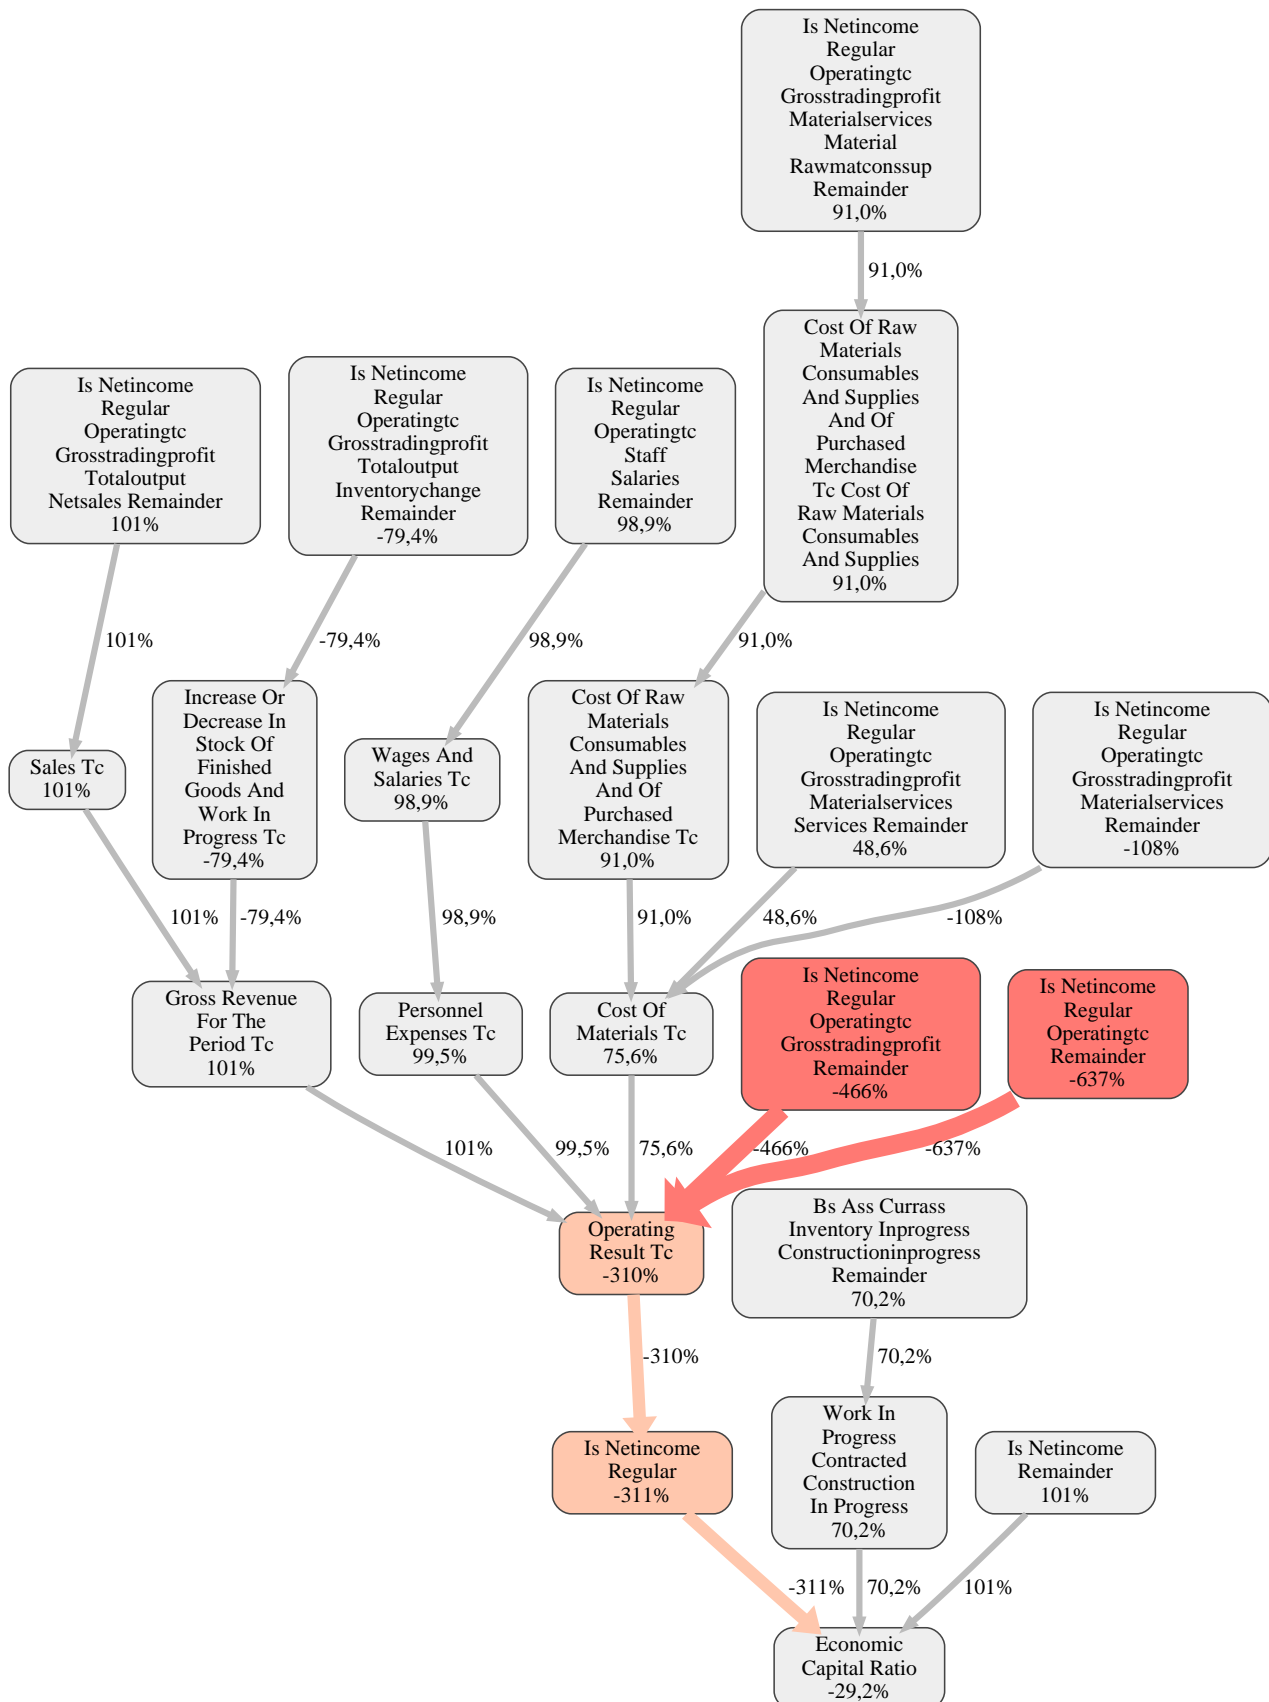 Is Netincome
Regular
Operatingtc
Grosstradingprofit
Materialservices
Material
Rawmatconssup
Remainder
91,0%
91,0%
Cost Of Raw
Materials
Consumables
And Supplies
And Of
Purchased
Merchandise
Tc Cost Of
Raw Materials
Consumables
And Supplies
91,0%
Is Netincome
Regular
Operatingtc
Grosstradingprofit
Totaloutput
Netsales Remainder
101%
Is Netincome
Regular
Operatingtc
Grosstradingprofit
Totaloutput
Inventorychange
Remainder
-79,4%
Is Netincome
Regular
Operatingtc
Staff
Salaries
Remainder
98,9%
101%
-79,4%
98,9%
91,0%
Sales Tc
101%
Increase Or
Decrease In
Stock Of
Finished
Goods And
Work In
Progress Tc
-79,4%
Wages And
Salaries Tc
98,9%
Cost Of Raw
Materials
Consumables
And Supplies
And Of
Purchased
Merchandise Tc
91,0%
Is Netincome
Regular
Operatingtc
Grosstradingprofit
Materialservices
Services Remainder
48,6%
Is Netincome
Regular
Operatingtc
Grosstradingprofit
Materialservices
Remainder
-108%
101%
-79,4%
98,9%
91,0%
48,6%
-108%
Gross Revenue
For The
Period Tc
101%
Personnel
Expenses Tc
99,5%
Cost Of
Materials Tc
75,6%
Is Netincome
Regular
Operatingtc
Grosstradingprofit
Remainder
-466%
Is Netincome
Regular
Operatingtc
Remainder
-637%
101%
99,5%
75,6%
-466%
-637%
Operating
Result Tc
-310%
Bs Ass Currass
Inventory Inprogress
Constructioninprogress
Remainder
70,2%
-310%
70,2%
Is Netincome
Regular
-311%
Work In
Progress
Contracted
Construction
In Progress
70,2%
Is Netincome
Remainder
101%
-311%
70,2%
101%
Economic
Capital Ratio
-29,2%